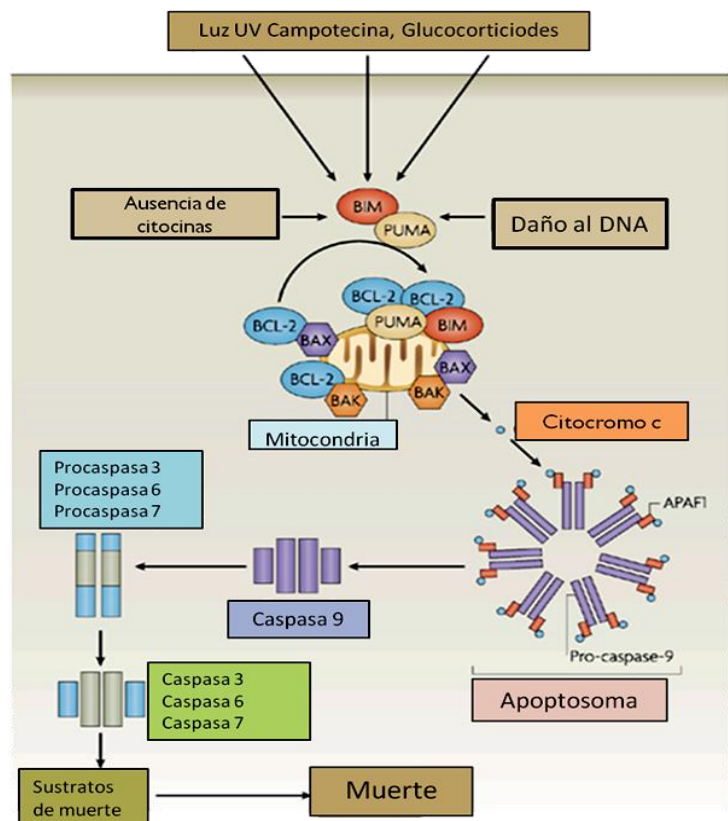 Luz UV Campotecina, Glucocorticiodes
Ausencia de
citocinas
BIM
PUMA
Daño al DNA
BCL-2
BCL-2
BCL-2
PUMA
BIM
BAX
BAX
BCL-2
BAK
BAK
Mitocondria
Citocromo c
Procaspasa 3
Procaspasa 6
Procaspasa 7
APAF1
Caspasa 9
Pro-caspase-9
Apoptosoma
Caspasa 3
Caspasa 6
Caspasa 7
Sustratos
de muerte
Muerte